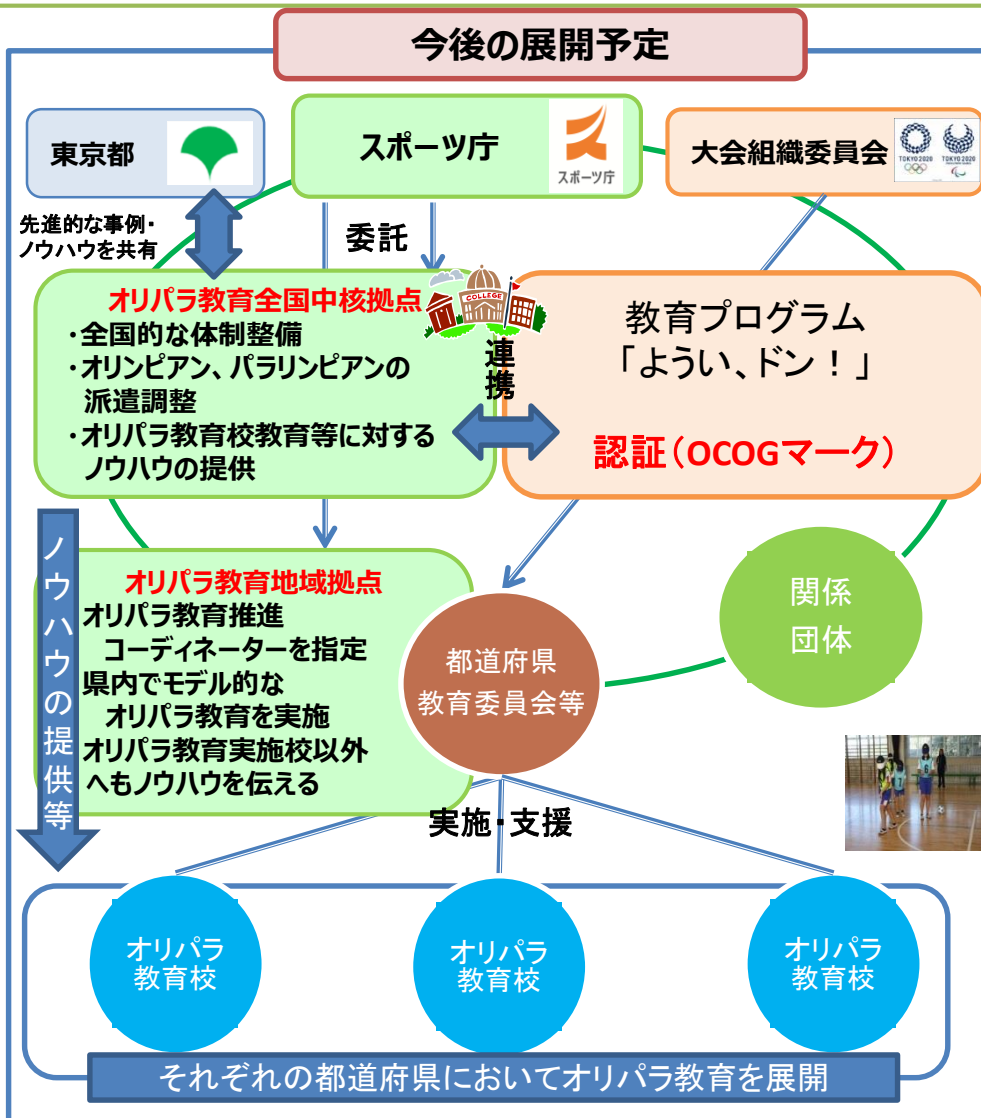 今後の展開予定
東京都
スポーツ庁
スポーツ庁
大会組織委員会
TOKYO 2020
TOKYO 2020
先進的な事例・
ノウハウを共有
委託
オリパラ教育全国中核拠点
・全国的な体制整備
・オリンピアン、パラリンピアンの
派遣調整
・オリパラ教育校教育等に対する
ノウハウの提供
COLLEGE
連携
教育プログラム
「ようい、ドン！」
認証（OCOGマーク）
ノウハウの提供等
オリパラ教育地域拠点
オリパラ教育推進
コーディネーターを指定
県内でモデル的な
オリパラ教育を実施
オリパラ教育実施校以外
へもノウハウを伝える
都道府県
教育委員会等
関係
団体
実施・支援
オリパラ
教育校
オリパラ
教育校
オリパラ
教育校
それぞれの都道府県においてオリパラ教育を展開